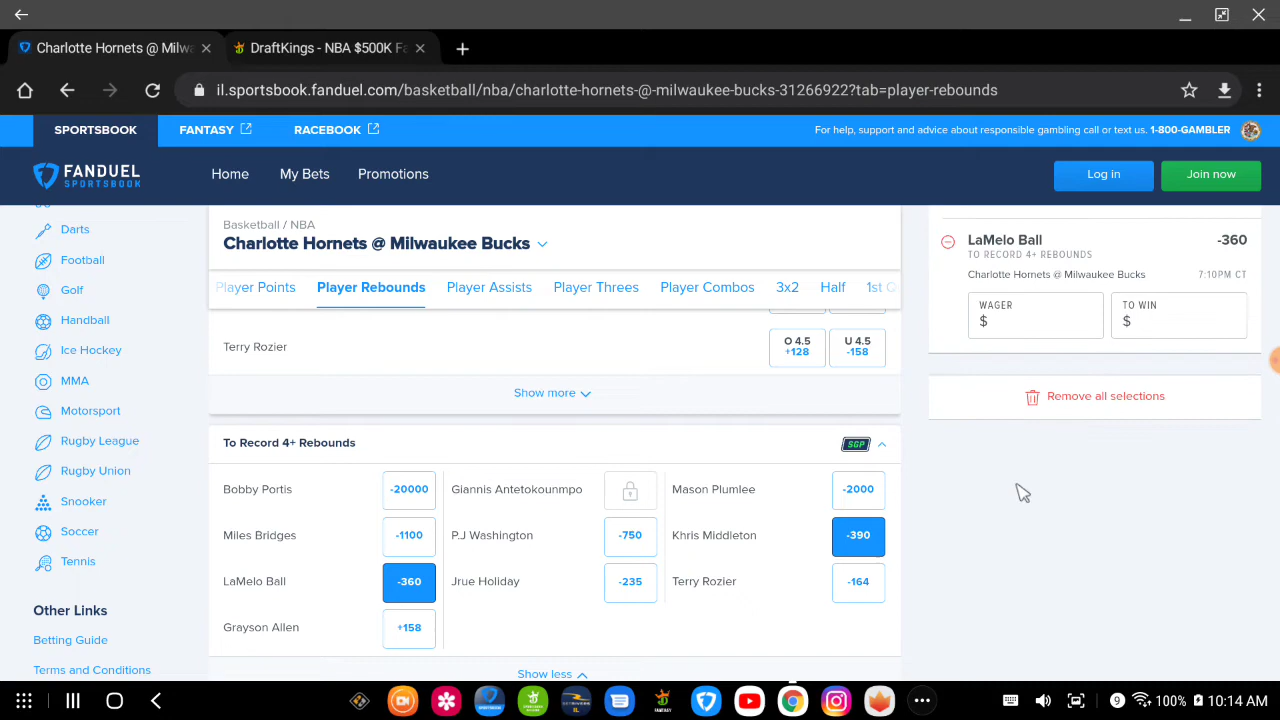 Charlotte Hornets @ Milwa
DraftKings - NBA $500K Fa
il.sportsbook.fanduel.com/basketball/nba/charlotte-hornets-@-milwaukee-bucks-31266922?tab=player-rebounds
SPORTSBOOK FANTASY RACEBOOK For help, support and advice about responsible gambling call or text us. 1-800-GAMBLER
FANDUEL
SPORTSBOOK
Home My Bets Promotions Log in Join now
Darts
Football
Golf
Handball
Ice Hockey
MMA
Motorsport
Rugby League
Rugby Union
Snooker
Soccer
Tennis
Other Links
Betting Guide
Terms and Conditions
Basketball / NBA
Charlotte Hornets @ Milwaukee Bucks
Player Points Player Rebounds Player Assists Player Threes Player Combos 3x2 Half 1st Q
Terry Rozier O 4.5 +128 U 4.5 -158
Show more
To Record 4+ Rebounds SGP
Bobby Portis -20000 Giannis Antetokounmpo Mason Plumlee -2000
Miles Bridges -1100 P.J Washington -750 Khris Middleton -390
LaMelo Ball -360 Jrue Holiday -235 Terry Rozier -164
Grayson Allen +158
Show less
LaMelo Ball -360
TO RECORD 4+ REBOUNDS
Charlotte Hornets @ Milwaukee Bucks 7:10PM CT
WAGER TO WIN
$ $
Remove all selections
9 100% 10:14 AM